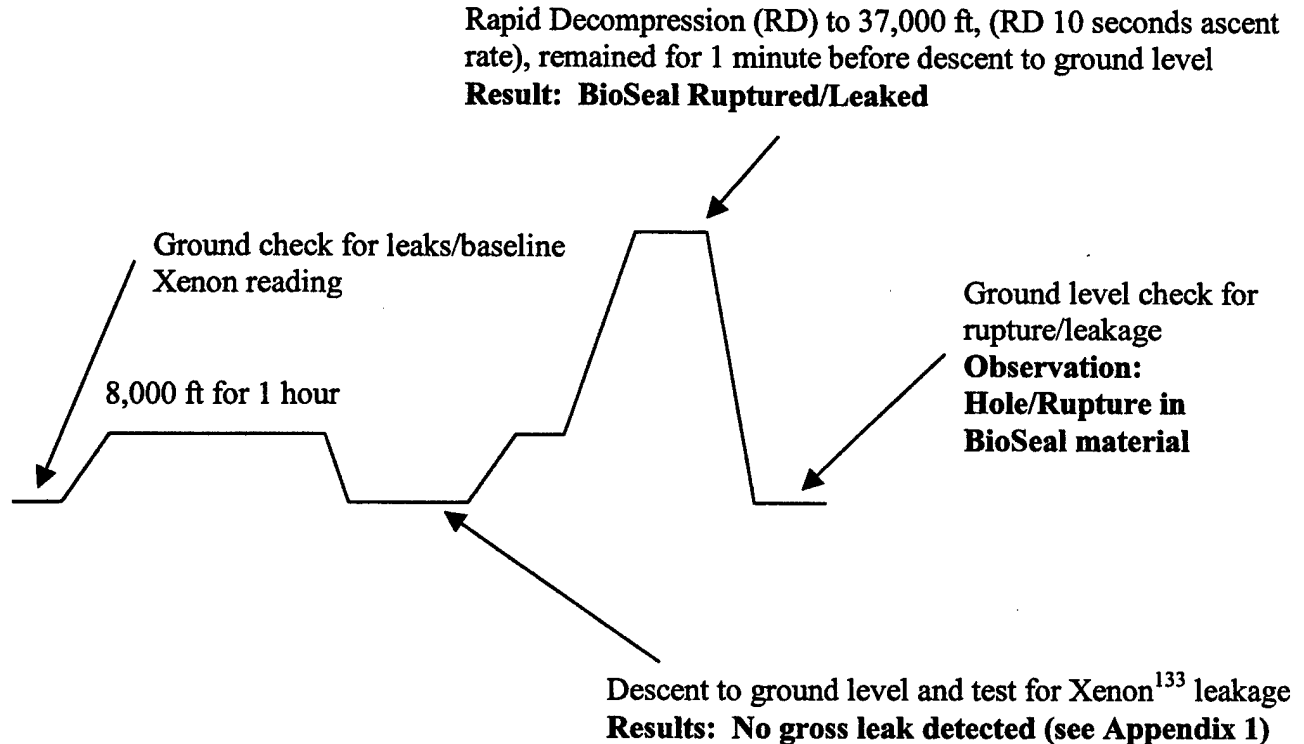 Rapid Decompression (RD) to 37,000 ft, (RD 10 seconds ascent
rate), remained for 1 minute before descent to ground level
Result: BioSeal Ruptured/Leaked
Ground check for leaks/baseline
Xenon reading
8,000 ft for 1 hour
Ground level check for
rupture/leakage
Observation:
Hole/Rupture in
BioSeal material
Descent to ground level and test for Xenon¹³³ leakage
Results: No gross leak detected (see Appendix 1)